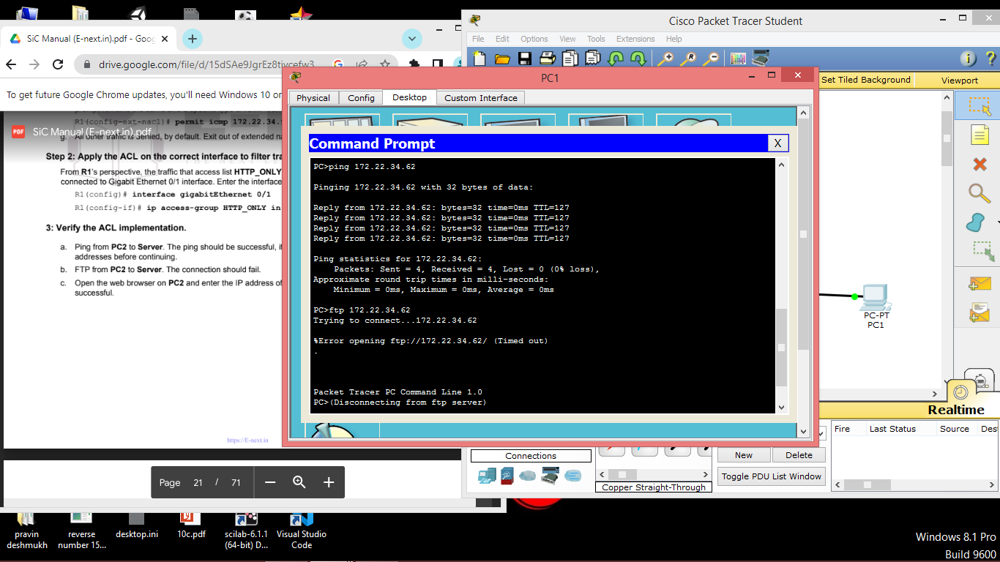 SiC Manual (E-next.in).pdf - Goo
drive.google.com/file/d/15dSAe9JgrEz8tivcefw3
To get future Google Chrome updates, you'll need Windows 10 or
R1(config-ext-nacl)# permit icmp 172.22.34.
SiC Manual (E-next.in).pdf
g. All other traffic is denied, by default. Exit out of extended na
Step 2: Apply the ACL on the correct interface to filter tra
From R1's perspective, the traffic that access list HTTP_ONLY
connected to Gigabit Ethernet 0/1 interface. Enter the interface
R1(config)# interface gigabitEthernet 0/1
R1(config-if)# ip access-group HTTP_ONLY in
3: Verify the ACL implementation.
a. Ping from PC2 to Server. The ping should be successful, i
addresses before continuing.
b. FTP from PC2 to Server. The connection should fail.
c. Open the web browser on PC2 and enter the IP address of
successful.
https://E-next.in
Page 21 / 71
Cisco Packet Tracer Student
File Edit Options View Tools Extensions Help
Set Tiled Background Viewport
PC1
Physical Config Desktop Custom Interface
Command Prompt X
PC>ping 172.22.34.62
Pinging 172.22.34.62 with 32 bytes of data:
Reply from 172.22.34.62: bytes=32 time=0ms TTL=127
Reply from 172.22.34.62: bytes=32 time=0ms TTL=127
Reply from 172.22.34.62: bytes=32 time=0ms TTL=127
Reply from 172.22.34.62: bytes=32 time=0ms TTL=127
Ping statistics for 172.22.34.62:
Packets: Sent = 4, Received = 4, Lost = 0 (0% loss),
Approximate round trip times in milli-seconds:
Minimum = 0ms, Maximum = 0ms, Average = 0ms
PC>ftp 172.22.34.62
Trying to connect...172.22.34.62
%Error opening ftp://172.22.34.62/ (Timed out)
.
Packet Tracer PC Command Line 1.0
PC>(Disconnecting from ftp server)
PC-PT
PC1
Realtime
Fire Last Status Source Des
Connections
New Delete
Toggle PDU List Window
Copper Straight-Through
pravin
deshmukh
reverse
number 15...
desktop.ini
10c.pdf
scilab-6.1.1
(64-bit) D...
Visual Studio
Code
Windows 8.1 Pro
Build 9600